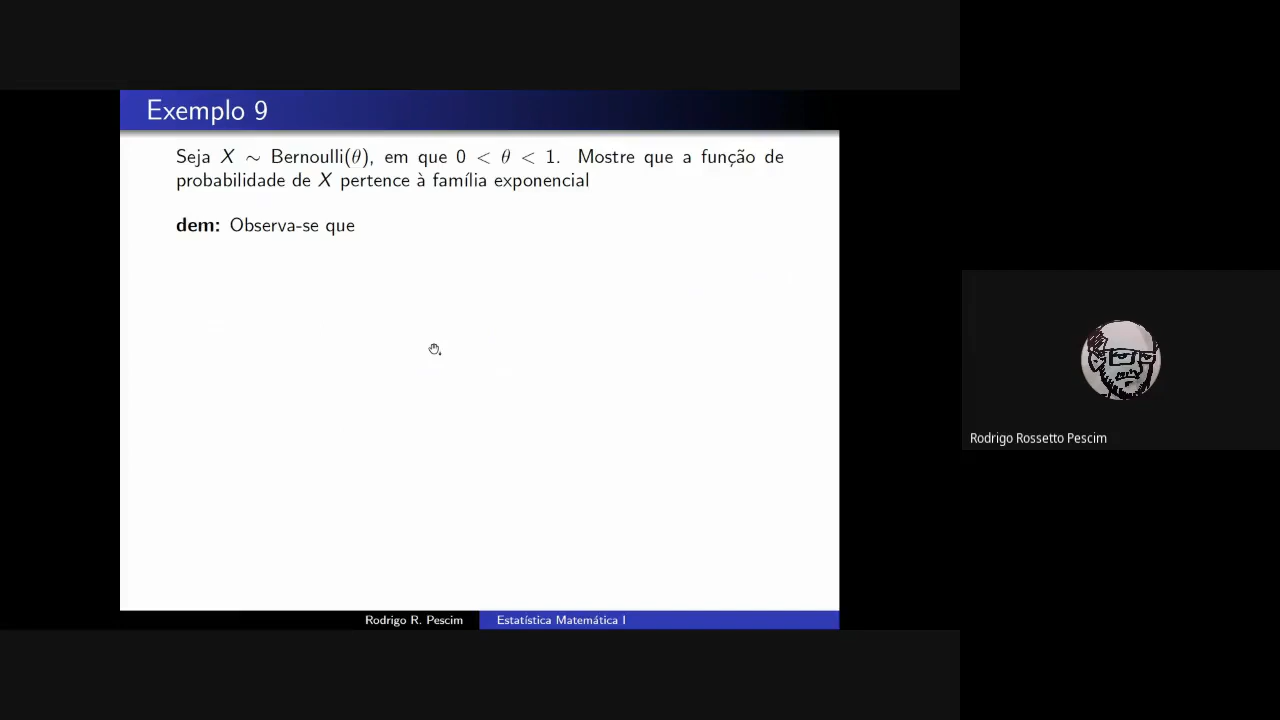 Exemplo 9
Seja X ∼ Bernoulli(θ), em que 0 < θ < 1. Mostre que a função de
probabilidade de X pertence à família exponencial
dem: Observa-se que
Rodrigo Rossetto Pescim
Rodrigo R. Pescim
Estatística Matemática I